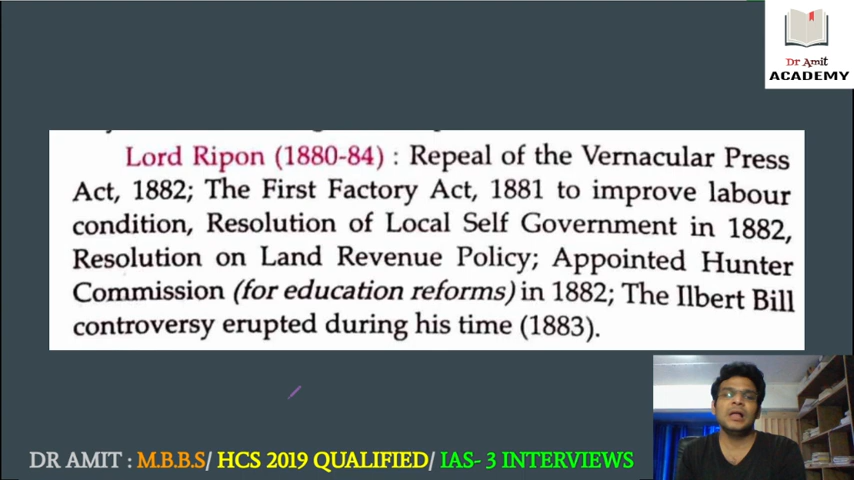 Dr Amit
ACADEMY
Lord Ripon (1880-84) : Repeal of the Vernacular Press
Act, 1882; The First Factory Act, 1881 to improve labour
condition, Resolution of Local Self Government in 1882,
Resolution on Land Revenue Policy; Appointed Hunter
Commission (for education reforms) in 1882; The Ilbert Bill
controversy erupted during his time (1883).
DR AMIT : M.B.B.S/ HCS 2019 QUALIFIED/ IAS- 3 INTERVIEWS